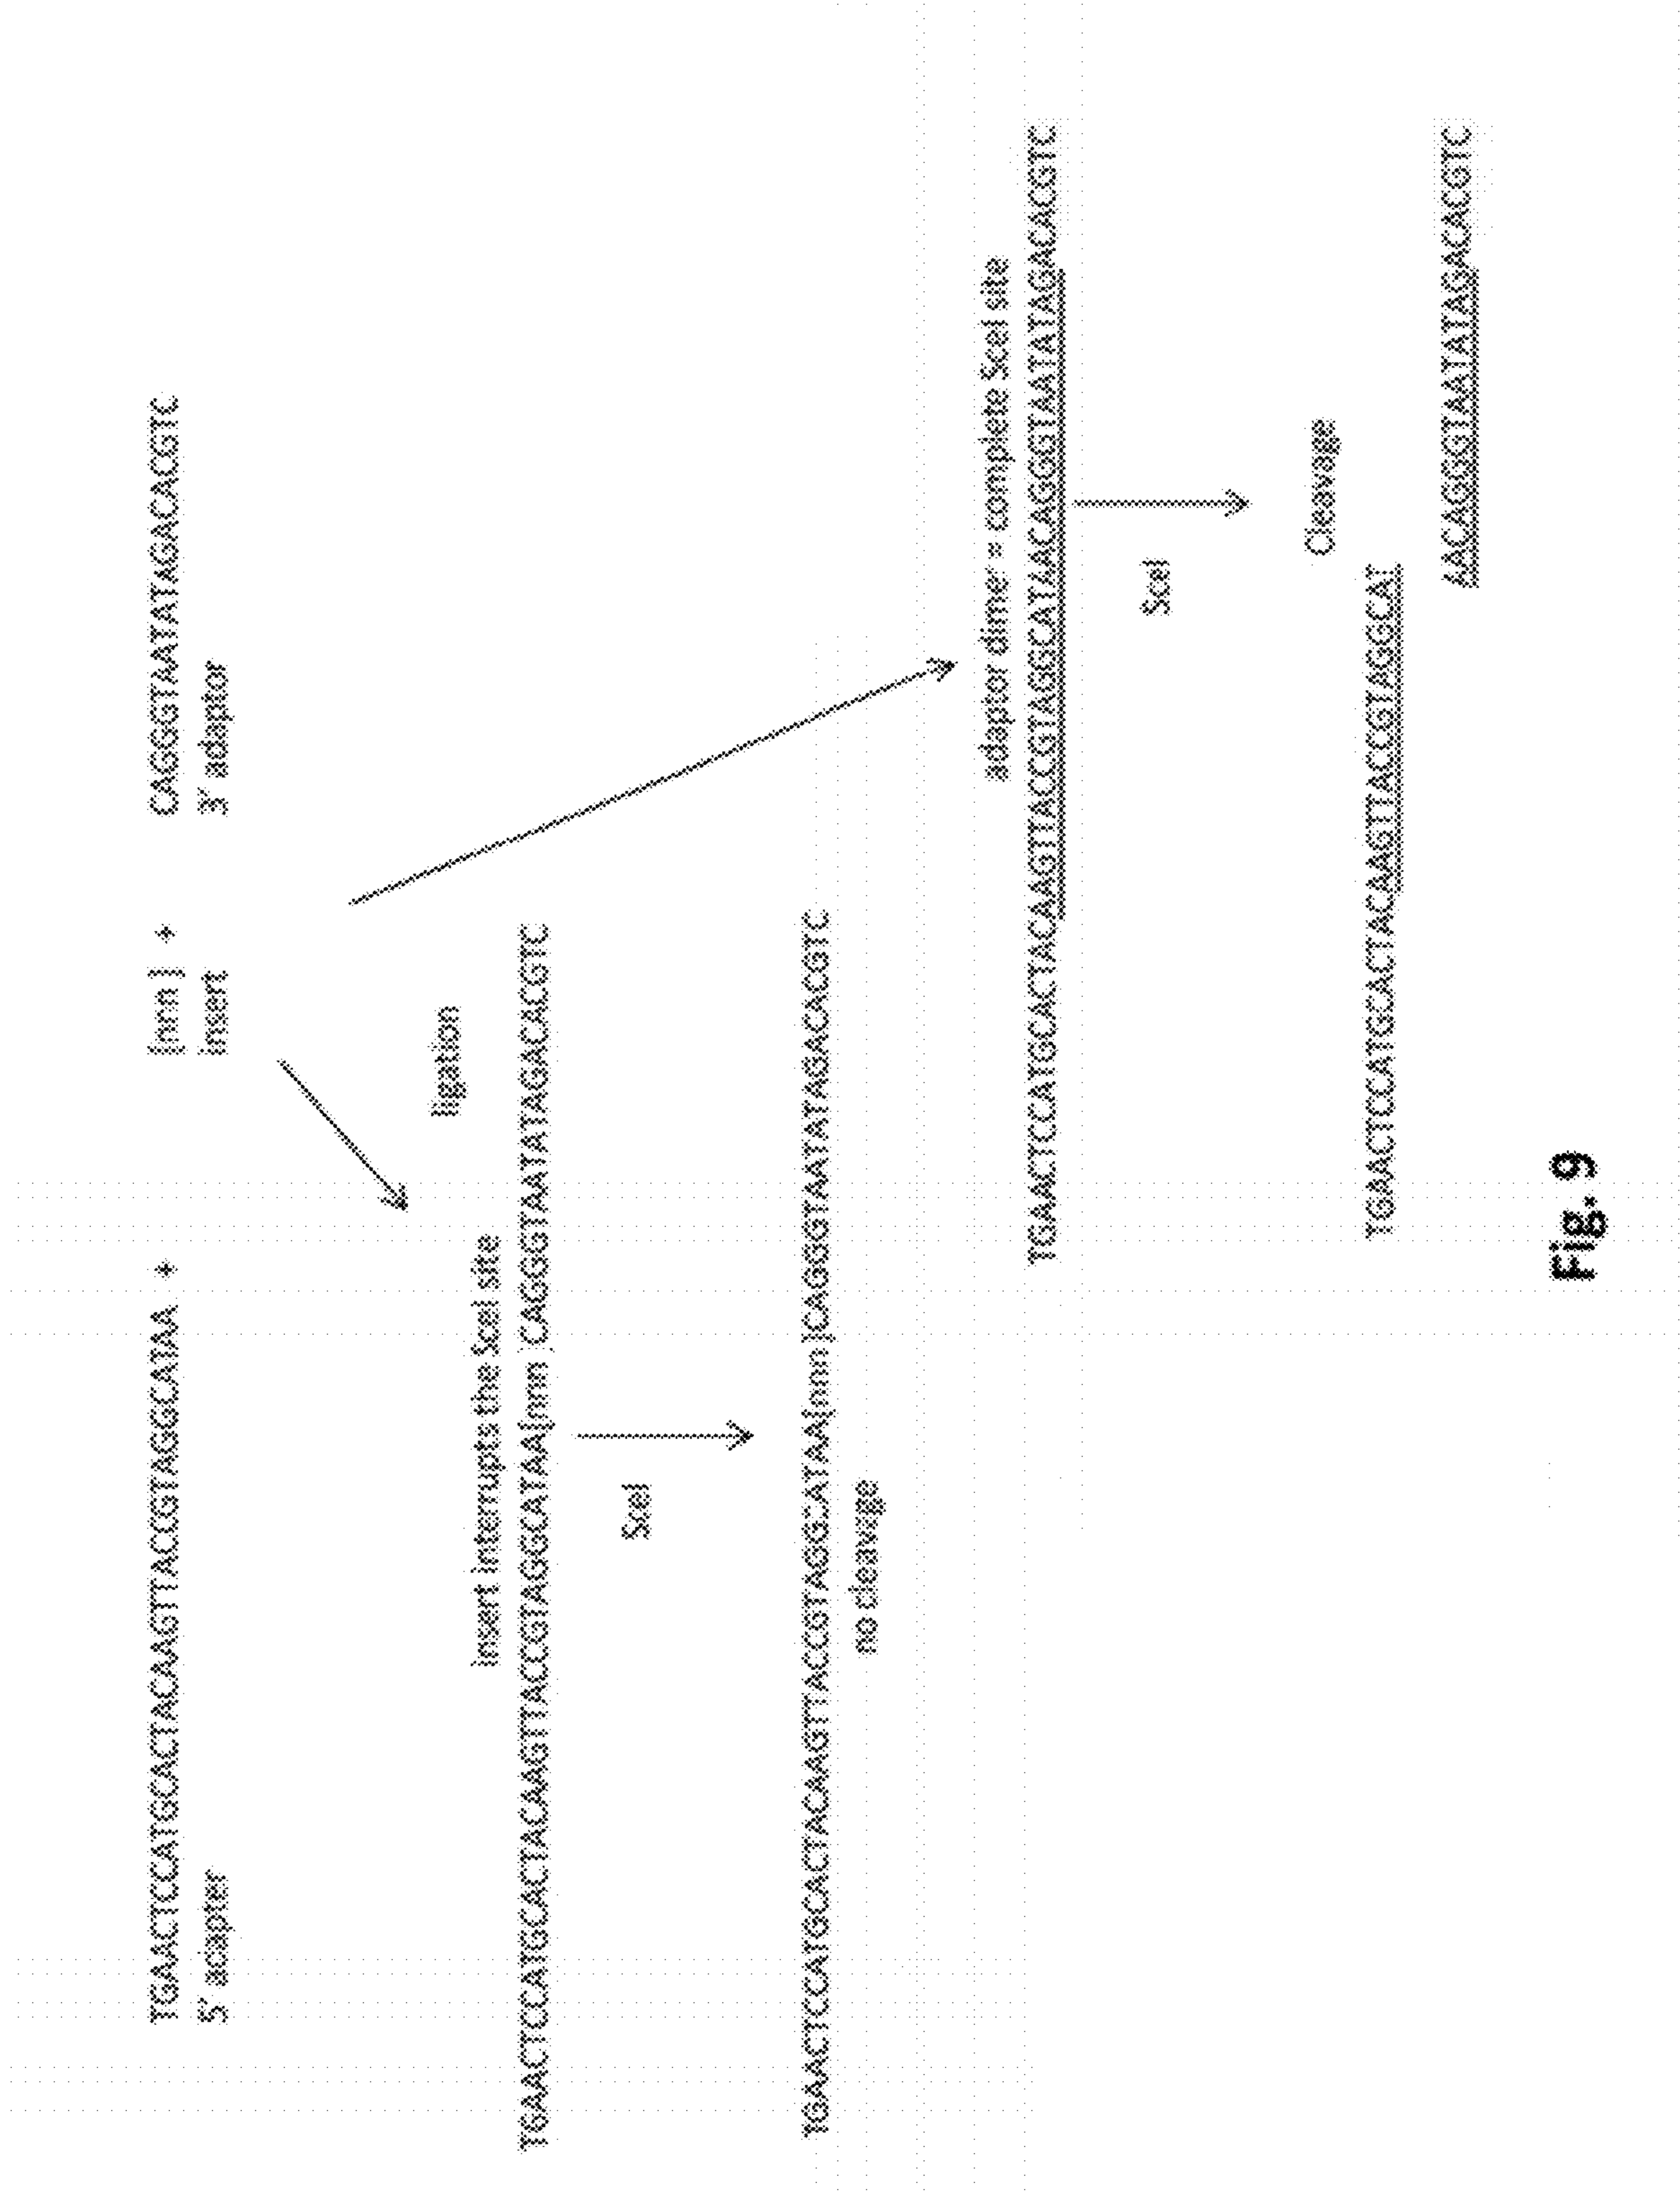 TGAACTCCATGCACTACAAGTTACCGTAGGCATAA + [nnn ] + CAGGGTAATATAGACACGTC
5' adapter insert 3' adaptor
ligation
insert interrupts the SceI site
TGAACTCCATGCACTACAAGTTACCGTAGGCATAA[nnn ]CAGGGTAATATAGACACGTC
SceI
TGAACTCCATGCACTACAAGTTACCGTAGGCATAA[nnn ]CAGGGTAATATAGACACGTC
no cleavage
adaptor dimer = complete SceI site
TGAACTCCATGCACTACAAGTTACCGTAGGCATAACAGGGTAATATAGACACGTC
SceI
Cleavage
TGAACTCCATGCACTACAAGTTACCGTAGGCAT
AACAGGGTAATATAGACACGTC
Fig. 9